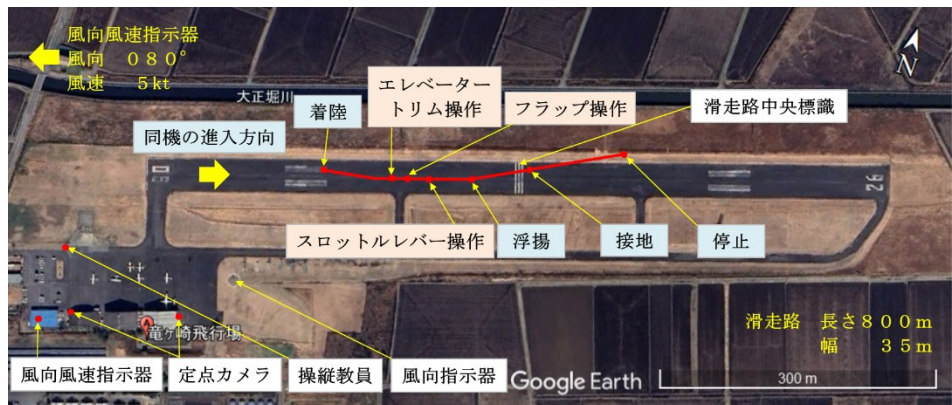 風向風速指示器
風向 ０８０°
風速 ５kt
N
大正堀川
エレベーター
トリム操作
フラップ操作
滑走路中央標識
着陸
同機の進入方向
26
スロットルレバー操作
浮揚
接地
停止
竜ケ崎飛行場
滑走路 長さ８００ｍ
幅 ３５ｍ
風向風速指示器
定点カメラ
操縦教員
風向指示器
Google Earth
300 m